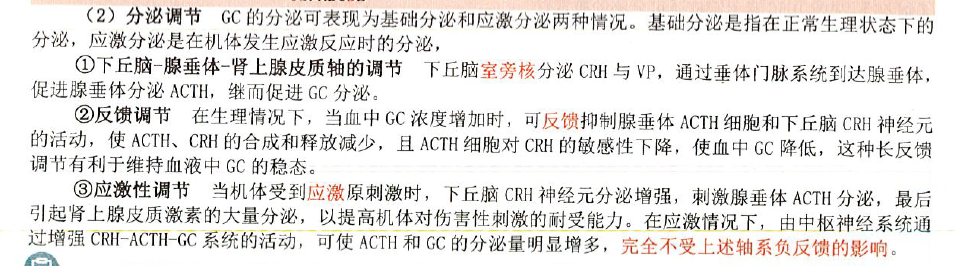 （2）分泌调节　GC 的分泌可表现为基础分泌和应激分泌两种情况。基础分泌是指在正常生理状态下的
分泌，应激分泌是在机体发生应激反应时的分泌，
①下丘脑-腺垂体-肾上腺皮质轴的调节　下丘脑室旁核分泌 CRH 与 VP，通过垂体门脉系统到达腺垂体，
促进腺垂体分泌 ACTH，继而促进 GC 分泌。
②反馈调节　在生理情况下，当血中 GC 浓度增加时，可反馈抑制腺垂体 ACTH 细胞和下丘脑 CRH 神经元
的活动，使 ACTH、CRH 的合成和释放减少，且 ACTH 细胞对 CRH 的敏感性下降，使血中 GC 降低，这种长反馈
调节有利于维持血液中 GC 的稳态。
③应激性调节　当机体受到应激原刺激时，下丘脑 CRH 神经元分泌增强，刺激腺垂体 ACTH 分泌，最后
引起肾上腺皮质激素的大量分泌，以提高机体对伤害性刺激的耐受能力。在应激情况下，由中枢神经系统通
过增强 CRH-ACTH-GC 系统的活动，可使 ACTH 和 GC 的分泌量明显增多，完全不受上述轴系负反馈的影响。